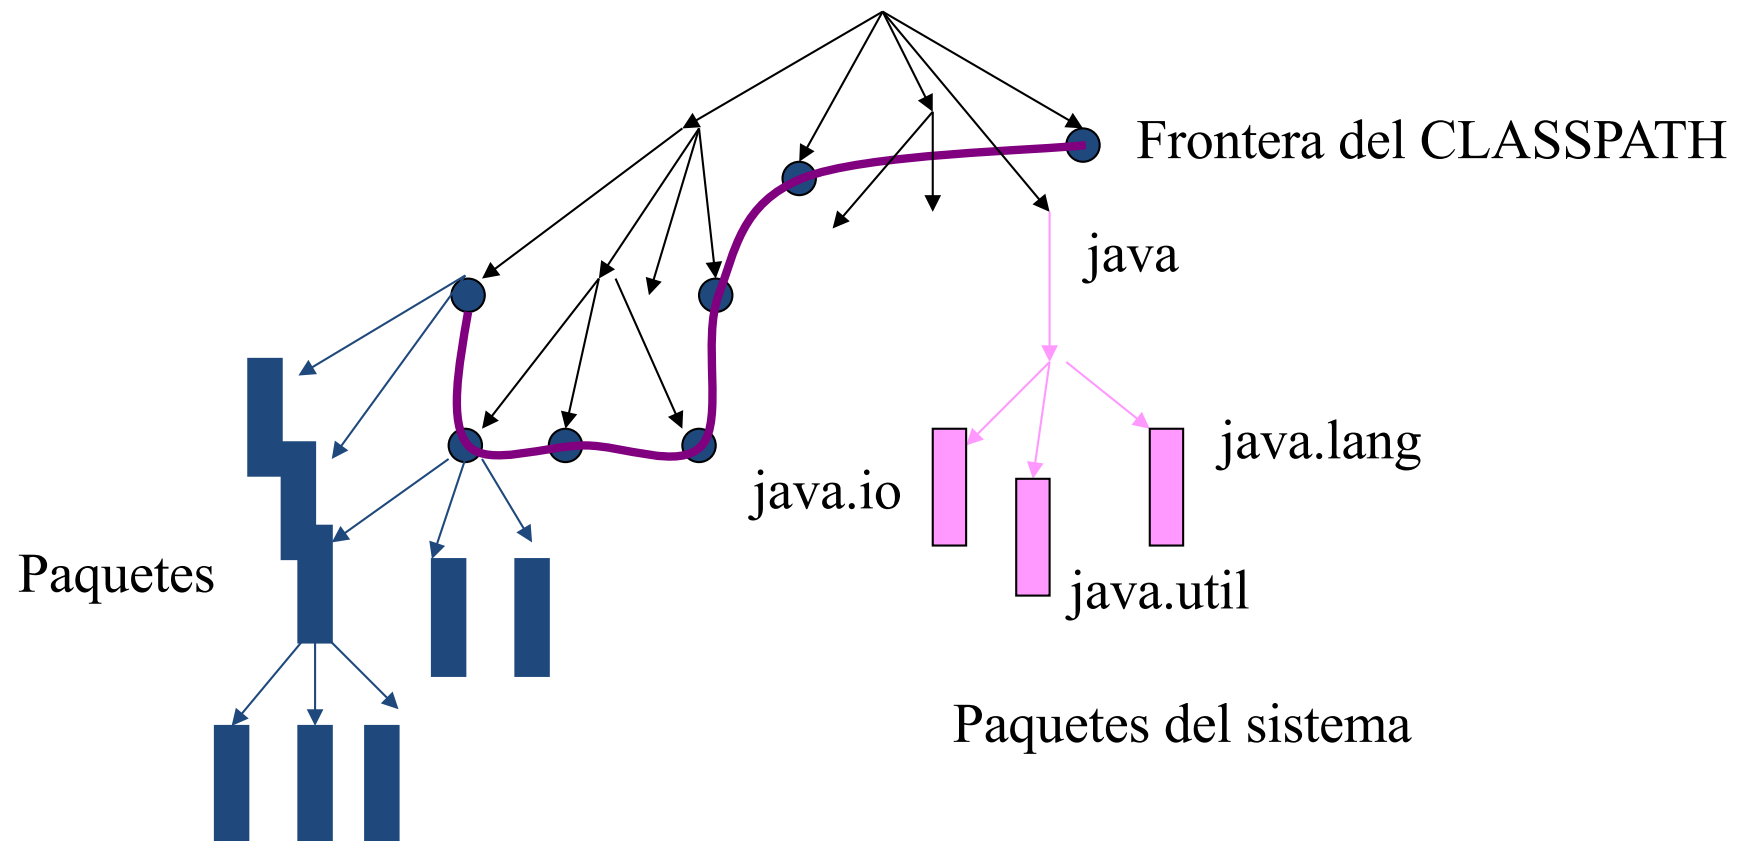 Frontera del CLASSPATH
java
java.lang
java.io
Paquetes
java.util
Paquetes del sistema